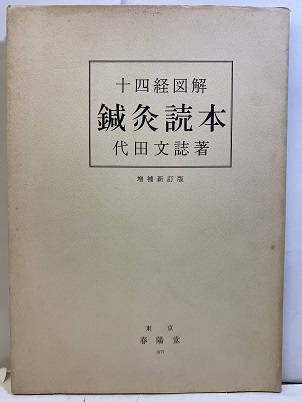 十四経図解
鍼灸読本
代田文誌著
増補新訂版
東京
春陽堂